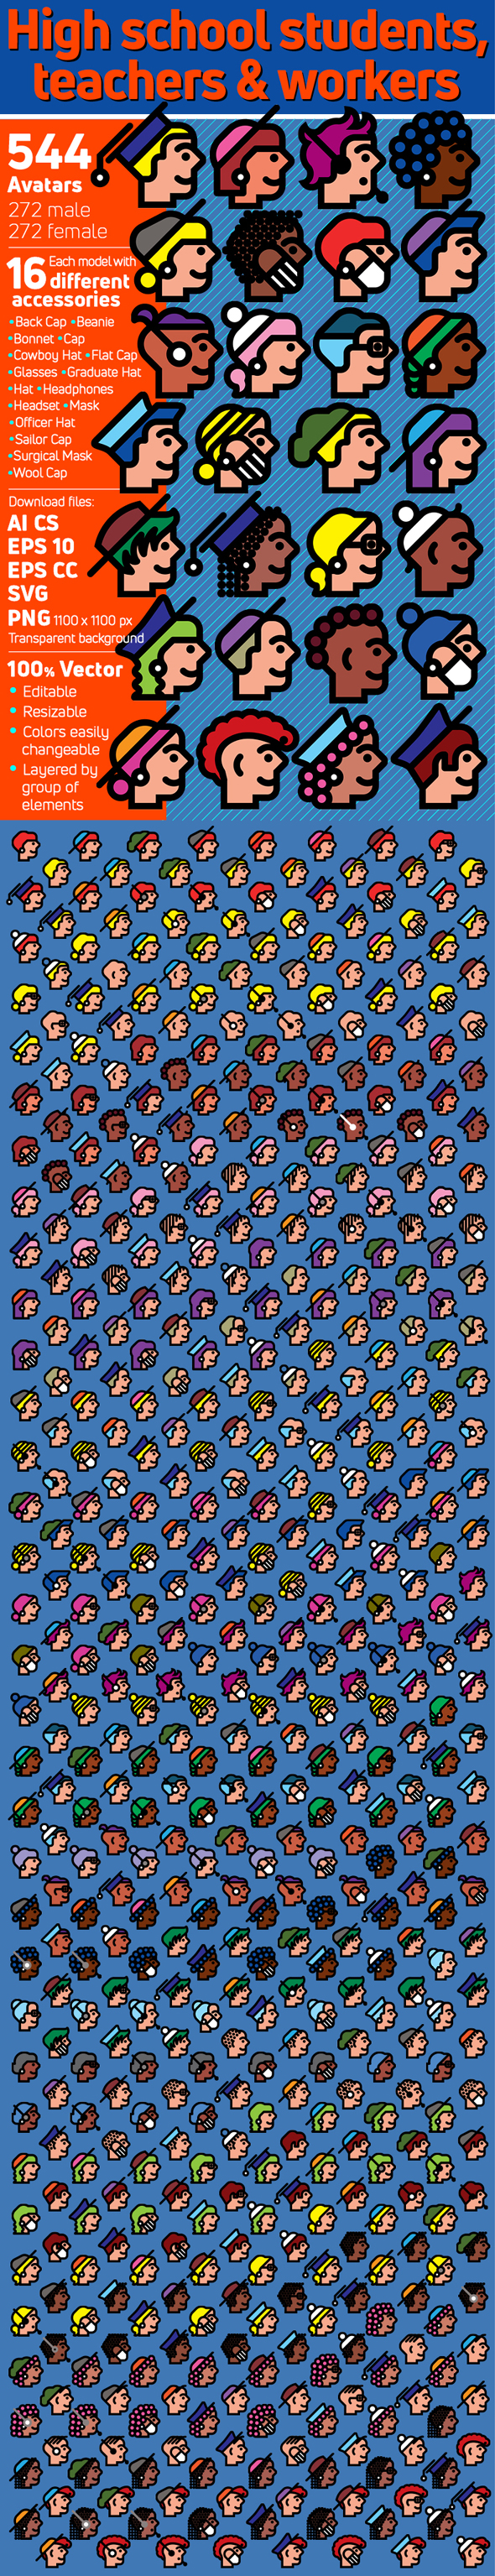 High school students,
teachers & workers
544
Avatars
272 male
272 female
16 Each model with
different
accessories
•Back Cap •Beanie
•Bonnet •Cap
•Cowboy Hat •Flat Cap
•Glasses •Graduate Hat
•Hat •Headphones
•Headset •Mask
•Officer Hat
•Sailor Cap
•Surgical Mask
•Wool Cap
Download files:
AI CS
EPS 10
EPS CC
SVG
PNG 1100 x 1100 px
Transparent background
100% Vector
• Editable
• Resizable
• Colors easily
changeable
• Layered by
group of
elements